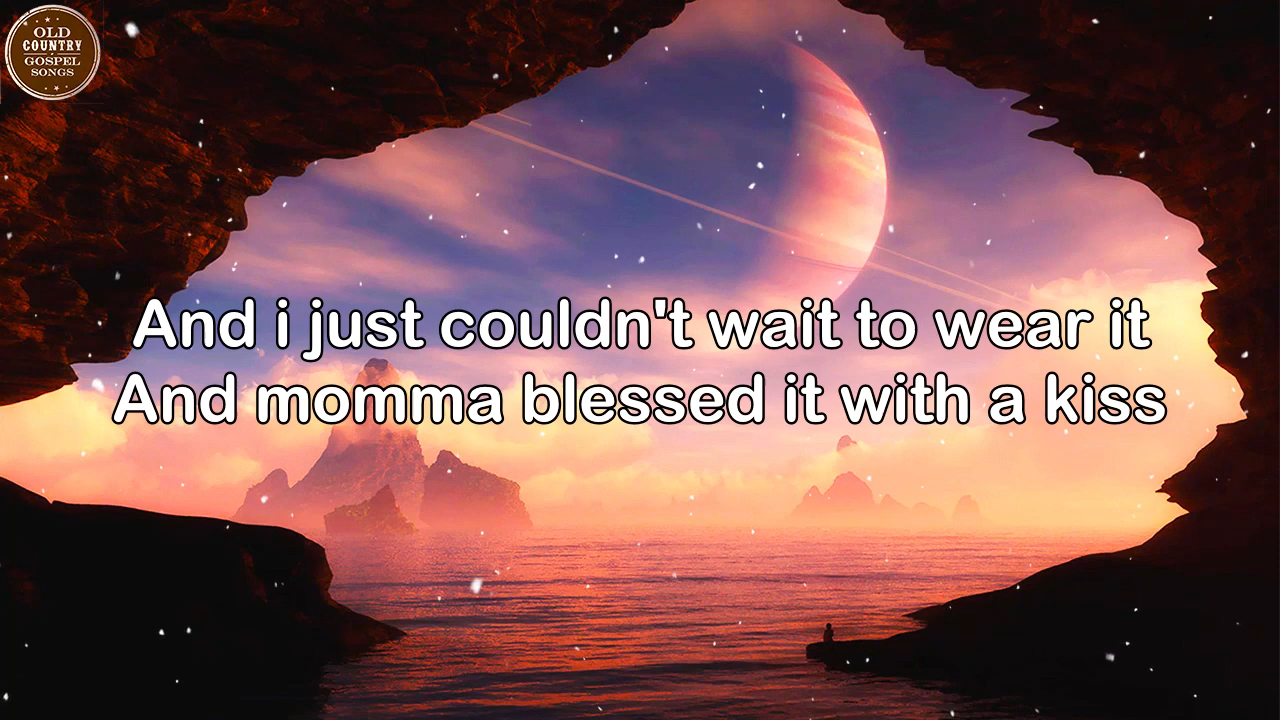 OLD
COUNTRY
GOSPEL
SONGS
And i just couldn't wait to wear it
And momma blessed it with a kiss